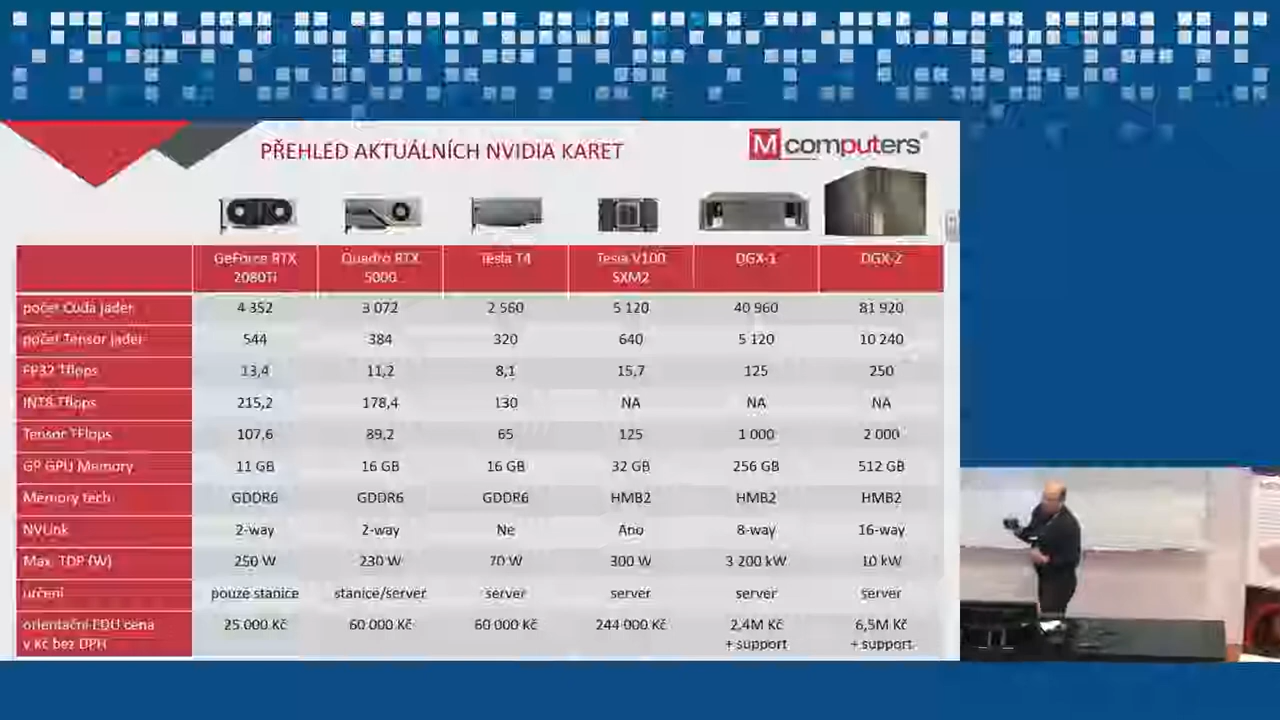 PŘEHLED AKTUÁLNÍCH NVIDIA KARET
M computers®
GeForce RTX 2080Ti Quadro RTX 5000 Tesla T4 Tesla V100 SXM2 DGX-1 DGX-2
počet Cuda jader 4 352 3 072 2 560 5 120 40 960 81 920
počet Tensor jader 544 384 320 640 5 120 10 240
FP32 Tflops 13,4 11,2 8,1 15,7 125 250
INT8 Tflops 215,2 178,4 130 NA NA NA
Tensor TFlops 107,6 89,2 65 125 1 000 2 000
GP GPU Memory 11 GB 16 GB 16 GB 32 GB 256 GB 512 GB
Memory tech GDDR6 GDDR6 GDDR6 HMB2 HMB2 HMB2
NVLink 2-way 2-way Ne Ano 8-way 16-way
Max. TDP (W) 250 W 230 W 70 W 300 W 3 200 kW 10 kW
určení pouze stanice stanice/server server server server server
orientační EDU cena v Kč bez DPH 25 000 Kč 60 000 Kč 60 000 Kč 244 000 Kč 2,4M Kč + support 6,5M Kč + support